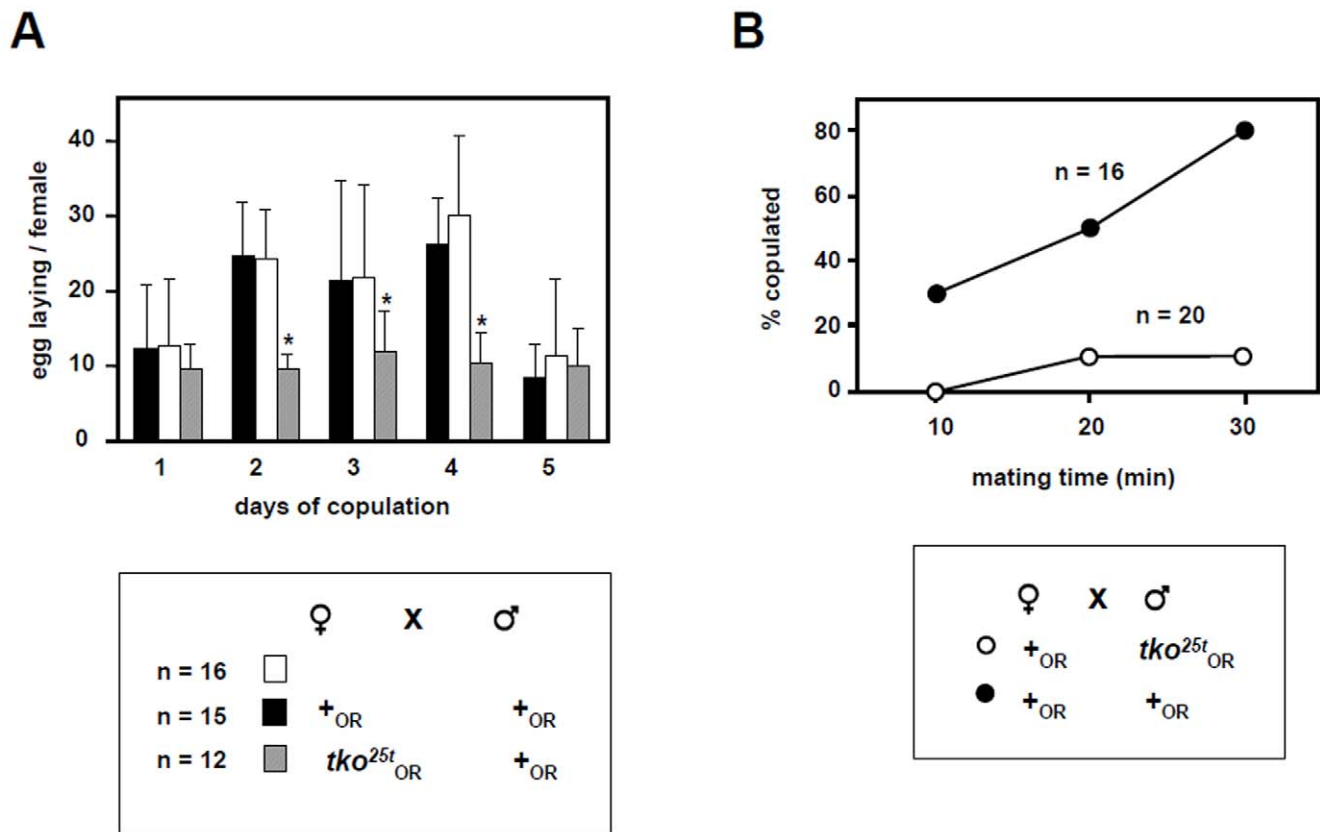 A
egg laying / female
40
30
20
10
0
* * *
1 2 3 4 5
days of copulation
♀ X ♂
n = 16
n = 15 +OR +OR
n = 12 tko25tOR +OR
B
% copulated
80
60
40
20
0
n = 16
n = 20
10 20 30
mating time (min)
♀ X ♂
+OR tko25tOR
+OR +OR